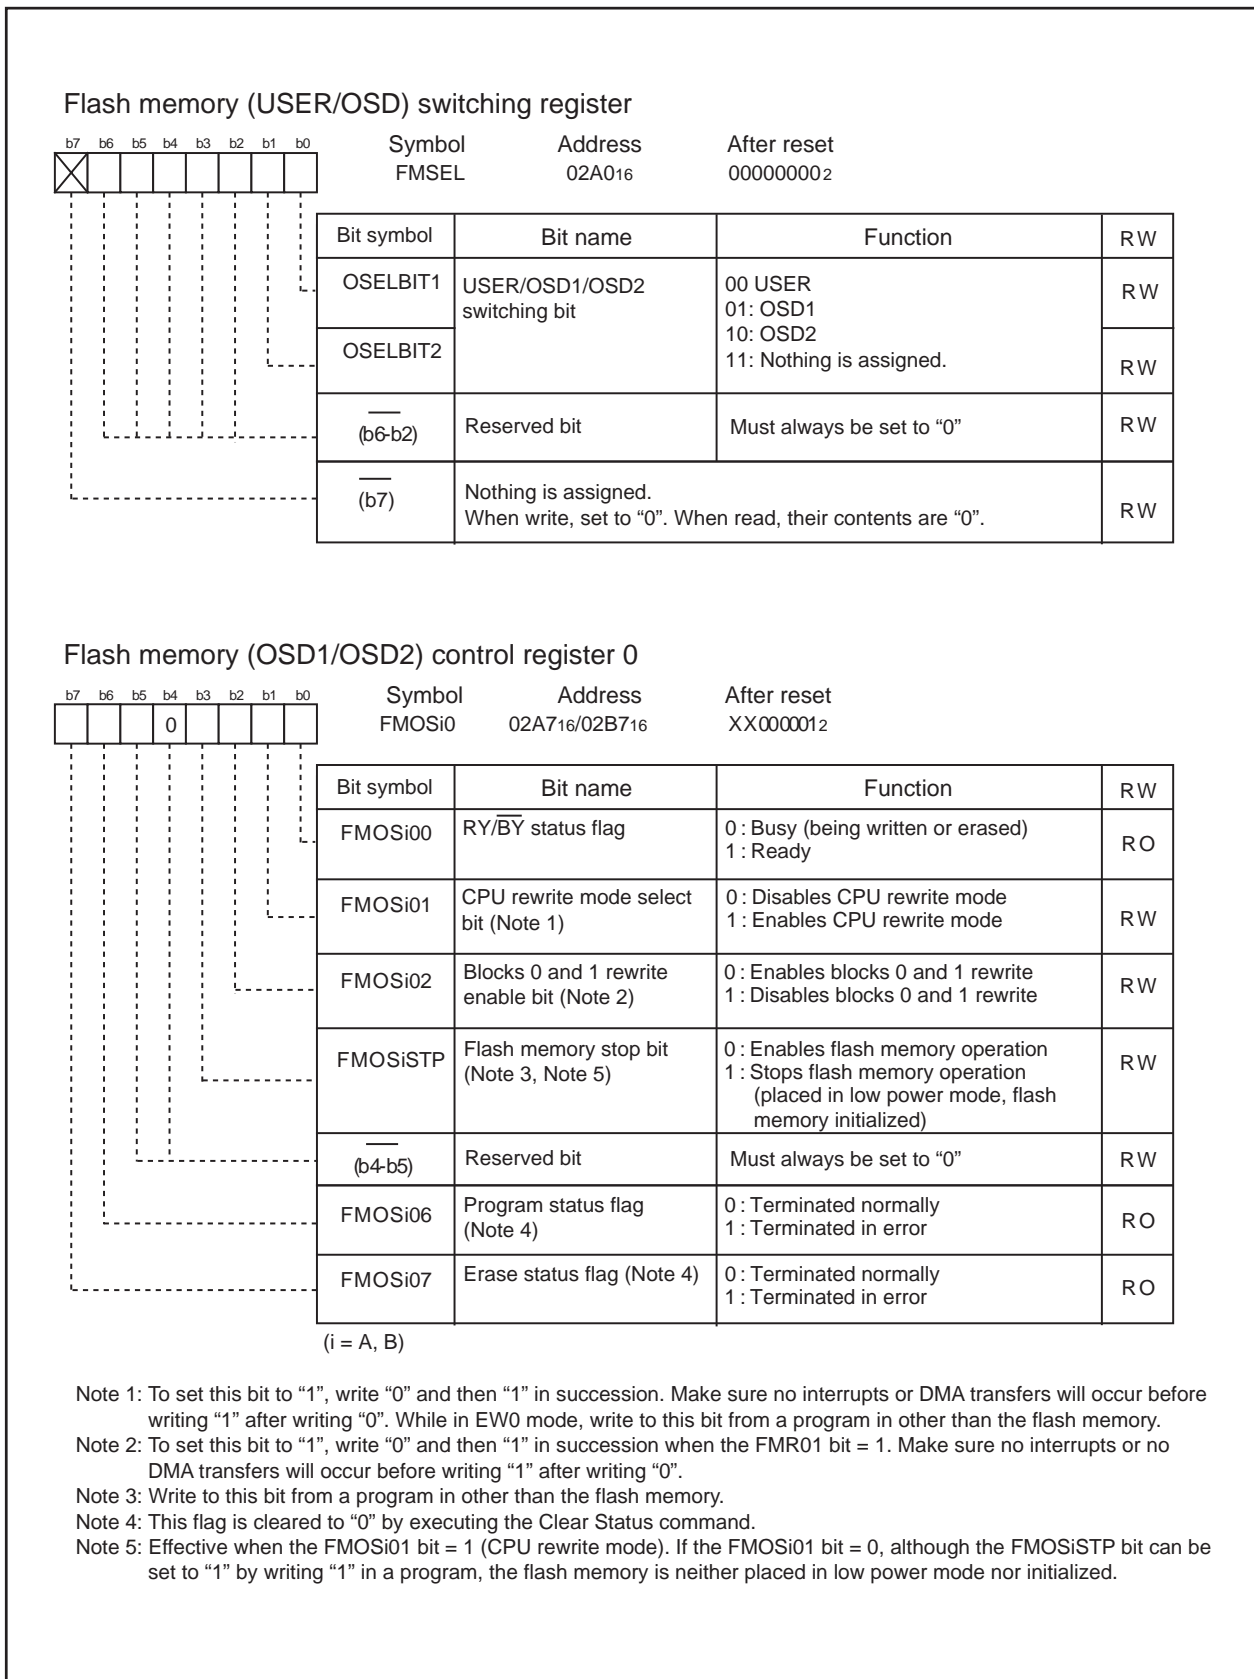 Flash memory (USER/OSD) switching register
b7 b6 b5 b4 b3 b2 b1 b0
Symbol Address After reset
FMSEL 02A016 000000002
Bit symbol Bit name Function RW
OSELBIT1 USER/OSD1/OSD2 00 USER RW
switching bit 01: OSD1
10: OSD2
OSELBIT2 11: Nothing is assigned. RW
(b6-b2) Reserved bit Must always be set to “0” RW
(b7) Nothing is assigned. RW
When write, set to “0”. When read, their contents are “0”.
Flash memory (OSD1/OSD2) control register 0
b7 b6 b5 b4 b3 b2 b1 b0
0
Symbol Address After reset
FMOSi0 02A716/02B716 XX0000012
Bit symbol Bit name Function RW
FMOSi00 RY/BY status flag 0 : Busy (being written or erased) RO
1 : Ready
FMOSi01 CPU rewrite mode select 0 : Disables CPU rewrite mode RW
bit (Note 1) 1 : Enables CPU rewrite mode
FMOSi02 Blocks 0 and 1 rewrite 0 : Enables blocks 0 and 1 rewrite RW
enable bit (Note 2) 1 : Disables blocks 0 and 1 rewrite
FMOSiSTP Flash memory stop bit 0 : Enables flash memory operation RW
(Note 3, Note 5) 1 : Stops flash memory operation
(placed in low power mode, flash
memory initialized)
(b4-b5) Reserved bit Must always be set to “0” RW
FMOSi06 Program status flag 0 : Terminated normally RO
(Note 4) 1 : Terminated in error
FMOSi07 Erase status flag (Note 4) 0 : Terminated normally RO
1 : Terminated in error
(i = A, B)
Note 1: To set this bit to “1”, write “0” and then “1” in succession. Make sure no interrupts or DMA transfers will occur before
writing “1” after writing “0”. While in EW0 mode, write to this bit from a program in other than the flash memory.
Note 2: To set this bit to “1”, write “0” and then “1” in succession when the FMR01 bit = 1. Make sure no interrupts or no
DMA transfers will occur before writing “1” after writing “0”.
Note 3: Write to this bit from a program in other than the flash memory.
Note 4: This flag is cleared to “0” by executing the Clear Status command.
Note 5: Effective when the FMOSi01 bit = 1 (CPU rewrite mode). If the FMOSi01 bit = 0, although the FMOSiSTP bit can be
set to “1” by writing “1” in a program, the flash memory is neither placed in low power mode nor initialized.